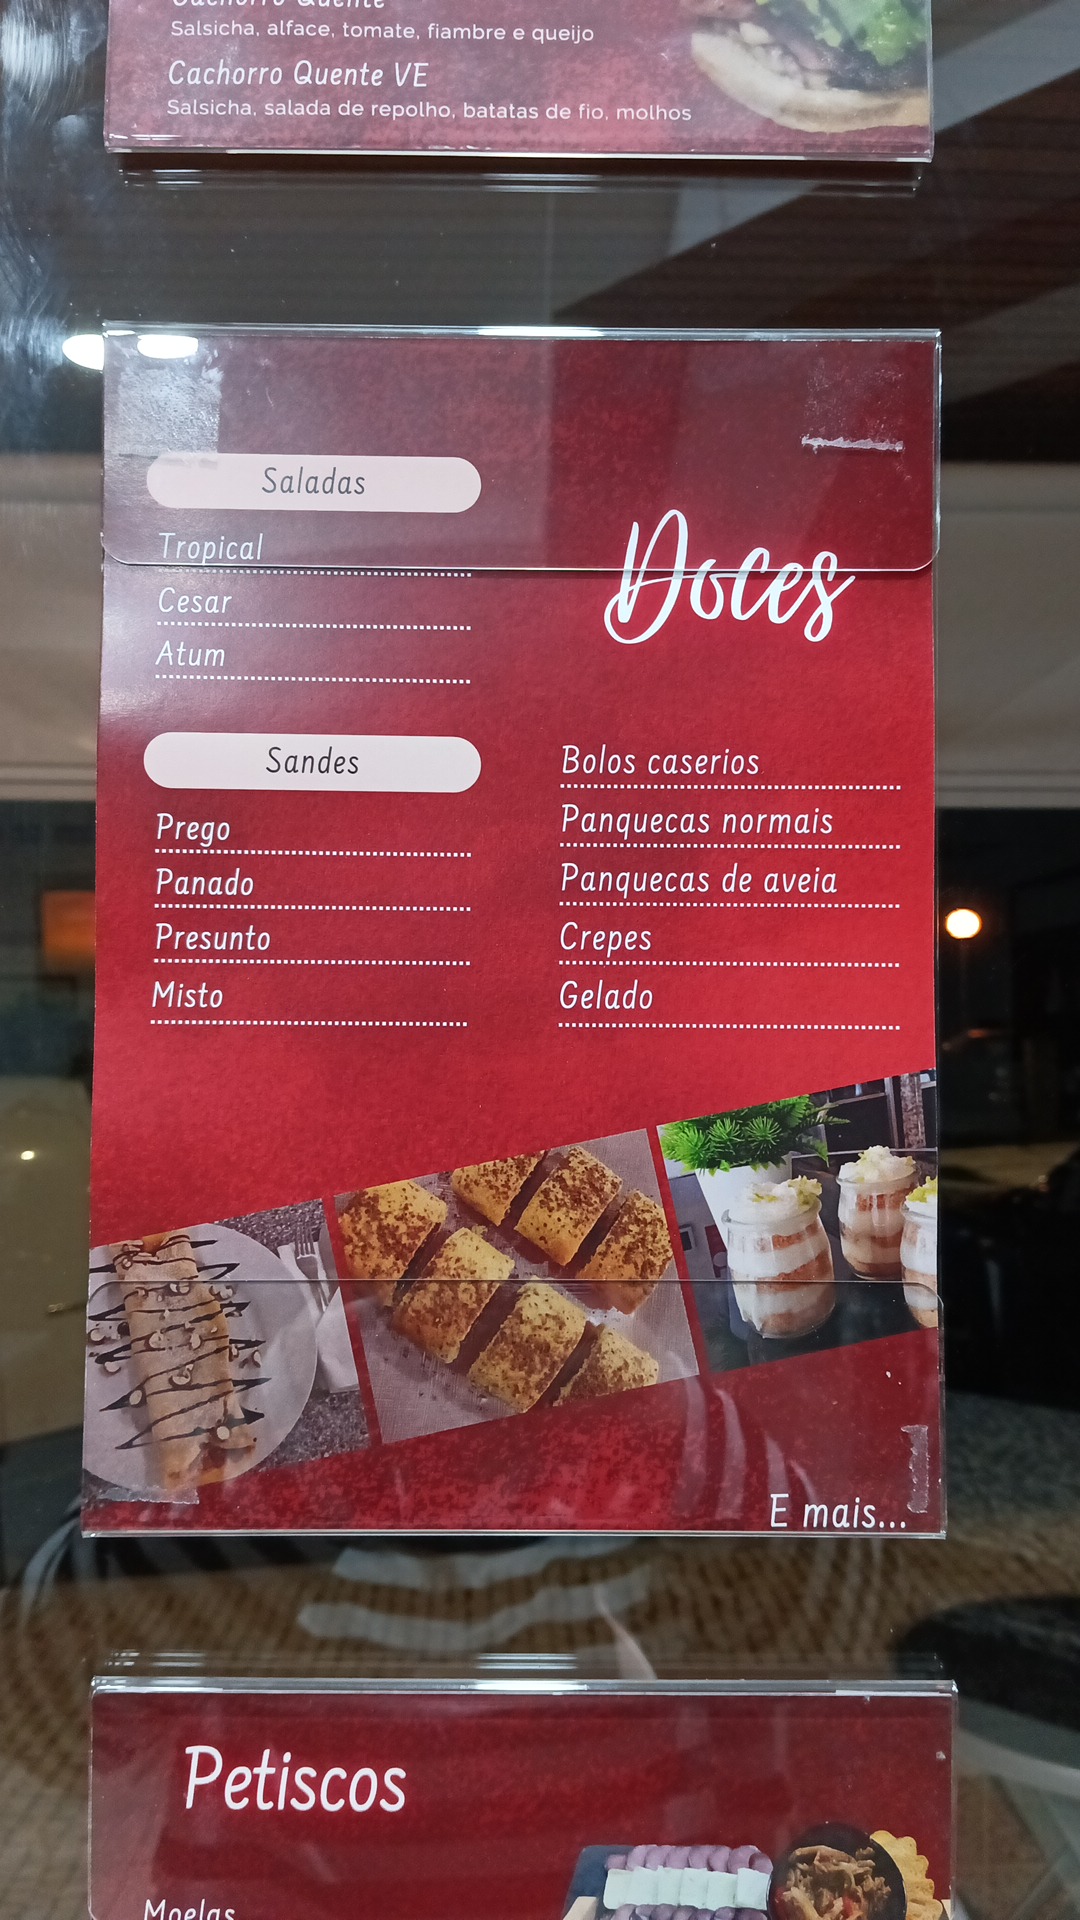 Cachorro Quente
Salsicha, alface, tomate, fiambre e queijo
Cachorro Quente VE
Salsicha, salada de repolho, batatas de fio, molhos
Saladas
Tropical
Cesar
Atum
Sandes
Prego
Panado
Presunto
Misto
Doces
Bolos caserios
Panquecas normais
Panquecas de aveia
Crepes
Gelado
E mais...
Petiscos
Moelas